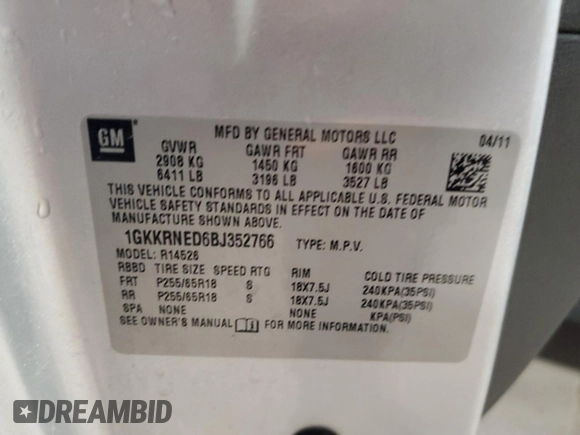 GM
MFD BY GENERAL MOTORS LLC 04/11
GVWR GAWR FRT GAWR RR
2908 KG 1450 KG 1600 KG
6411 LB 3196 LB 3527 LB
THIS VEHICLE CONFORMS TO ALL APPLICABLE U.S. FEDERAL MOTOR
VEHICLE SAFETY STANDARDS IN EFFECT ON THE DATE OF
MANUFACTURE SHOWN ABOVE.
1GKKRNED6BJ352766 TYPE: M.P.V.
MODEL: R14526
RBBD TIRE SIZE SPEED RTG RIM COLD TIRE PRESSURE
FRT P255/65R18 S 18X7.5J 240KPA(35PSI)
RR P255/65R18 S 18X7.5J 240KPA(35PSI)
SPA NONE NONE KPA(PSI)
SEE OWNER'S MANUAL FOR MORE INFORMATION.
DREAMBID